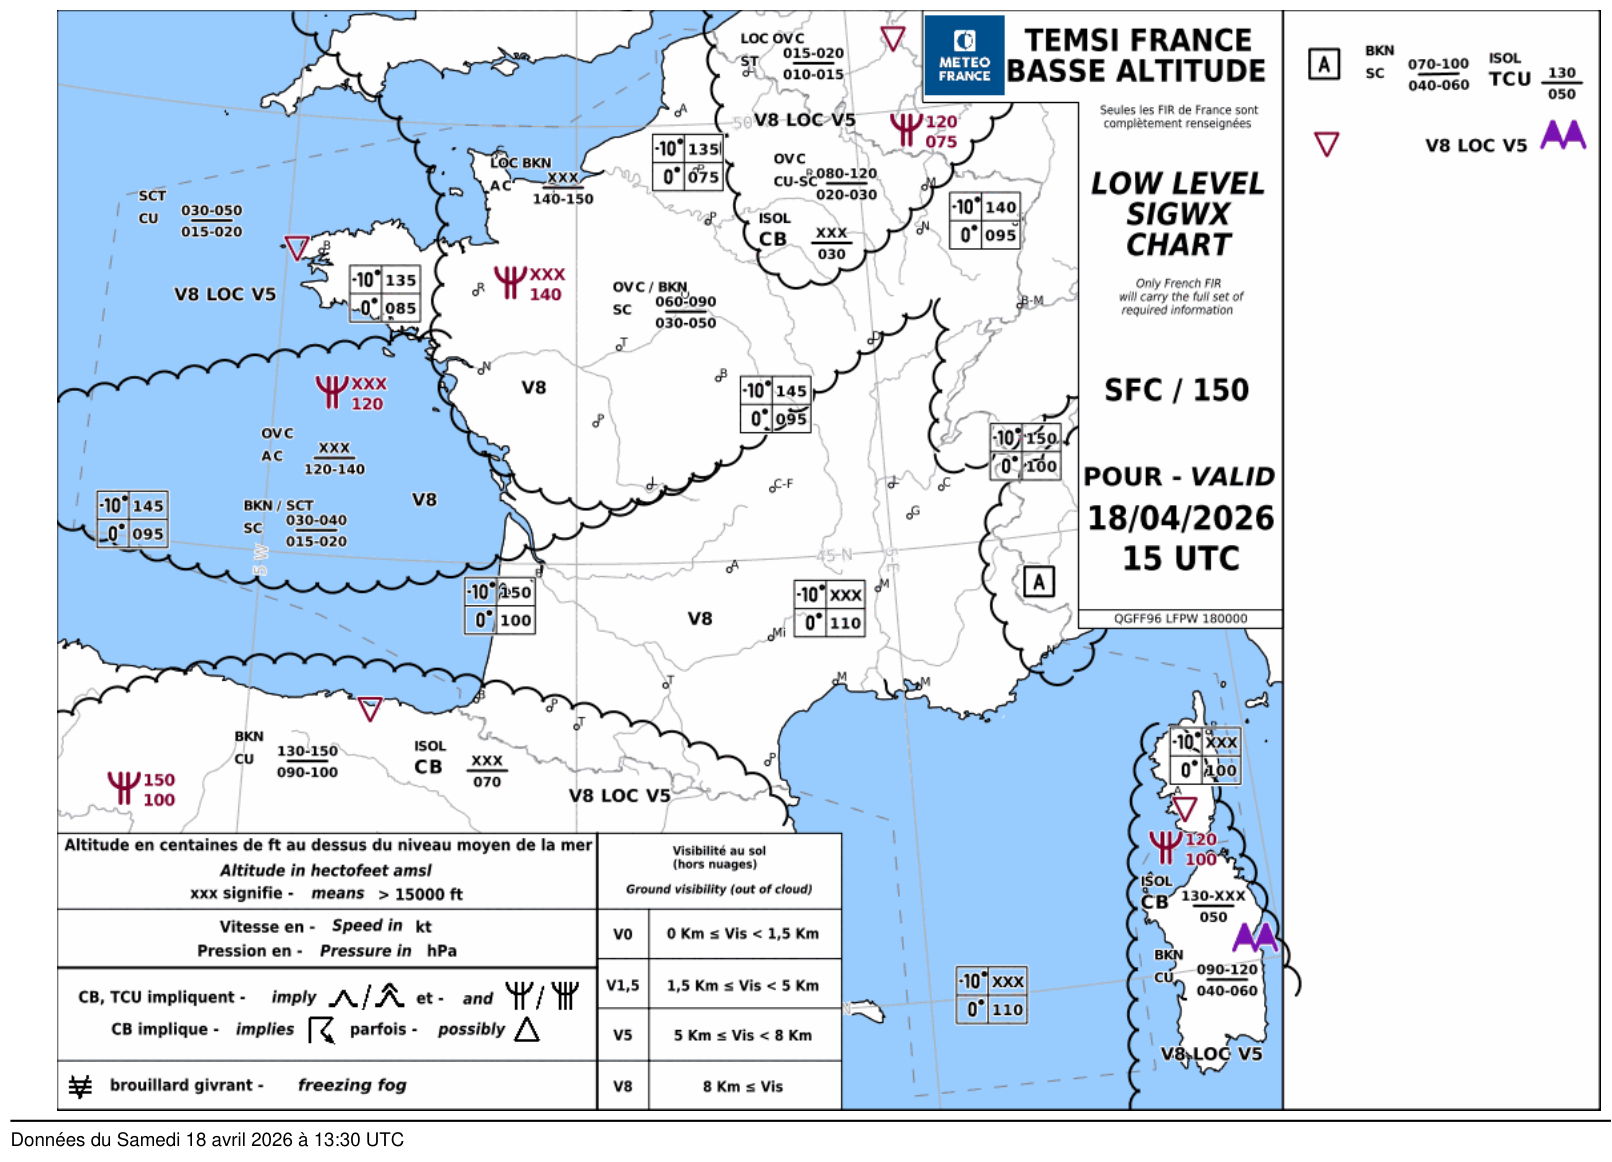 METEO
FRANCE
TEMSI FRANCE
BASSE ALTITUDE
Seules les FIR de France sont
complètement renseignées
LOW LEVEL
SIGWX
CHART
Only French FIR
will carry the full set of
required information
SFC / 150
POUR - VALID
18/04/2026
15 UTC
QGFF96 LFPW 180000
A
BKN
SC
070-100
040-060
ISOL
TCU
130
050
V8 LOC V5
LOC OVC
ST
015-020
010-015
V8 LOC V5
120
075
OVC
CU-SC
080-120
020-030
ISOL
CB
XXX
030
-10° 135
0° 075
-10° 140
0° 095
LOC BKN
AC
XXX
140-150
SCT
CU
030-050
015-020
V8 LOC V5
-10° 135
0° 085
XXX
140
OVC / BKN
SC
060-090
030-050
V8
-10° 145
0° 095
XXX
120
OVC
AC
XXX
120-140
V8
BKN / SCT
SC
030-040
015-020
-10° 145
0° 095
-10° 150
0° 100
-10° 150
0° 100
V8
-10° XXX
0° 110
A
50
45 N
5 W
BKN
CU
130-150
090-100
ISOL
CB
XXX
070
V8 LOC V5
150
100
-10° XXX
0° 100
120
100
ISOL
CB
130-XXX
050
BKN
CU
090-120
040-060
V8 LOC V5
-10° XXX
0° 110
Altitude en centaines de ft au dessus du niveau moyen de la mer
Altitude in hectofeet amsl
xxx signifie - means > 15000 ft
Vitesse en - Speed in kt
Pression en - Pressure in hPa
CB, TCU impliquent - imply / et - and /
CB implique - implies parfois - possibly
brouillard givrant - freezing fog
Visibilité au sol
(hors nuages)
Ground visibility (out of cloud)
V0 0 Km ≤ Vis < 1,5 Km
V1,5 1,5 Km ≤ Vis < 5 Km
V5 5 Km ≤ Vis < 8 Km
V8 8 Km ≤ Vis
Données du Samedi 18 avril 2026 à 13:30 UTC